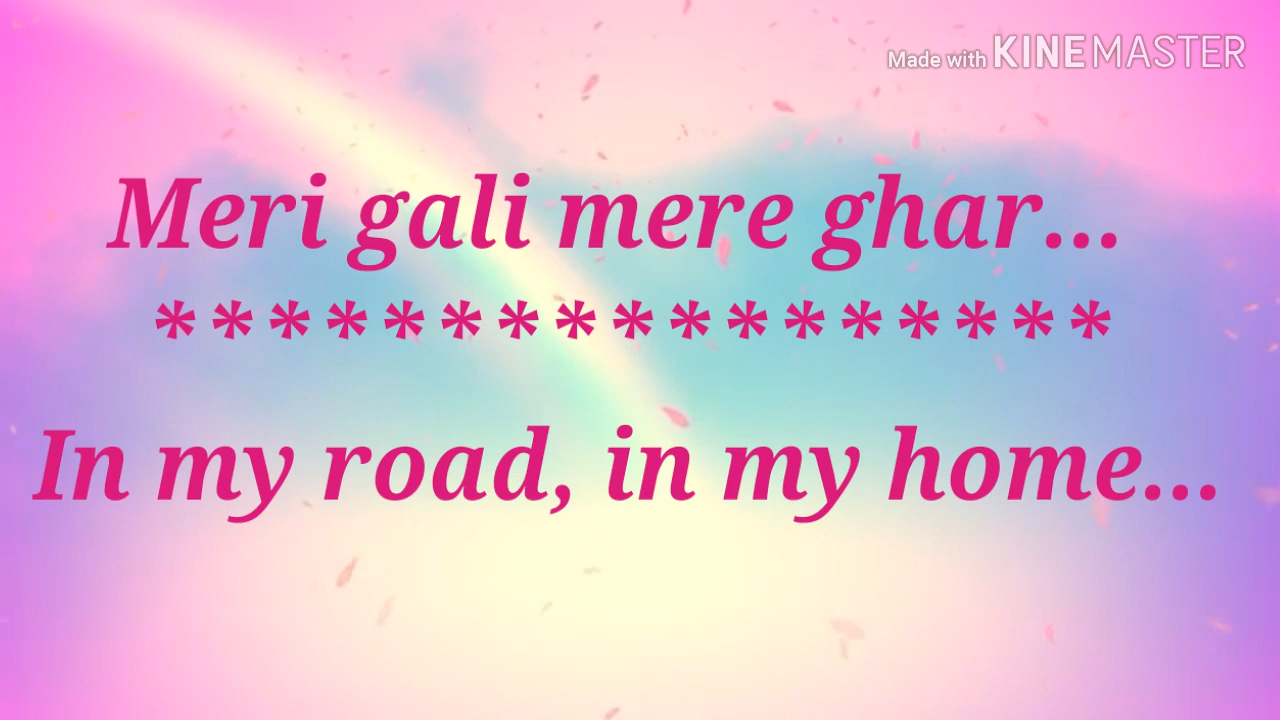 Made with KINEMASTER
Meri gali mere ghar...
*****************
In my road, in my home...